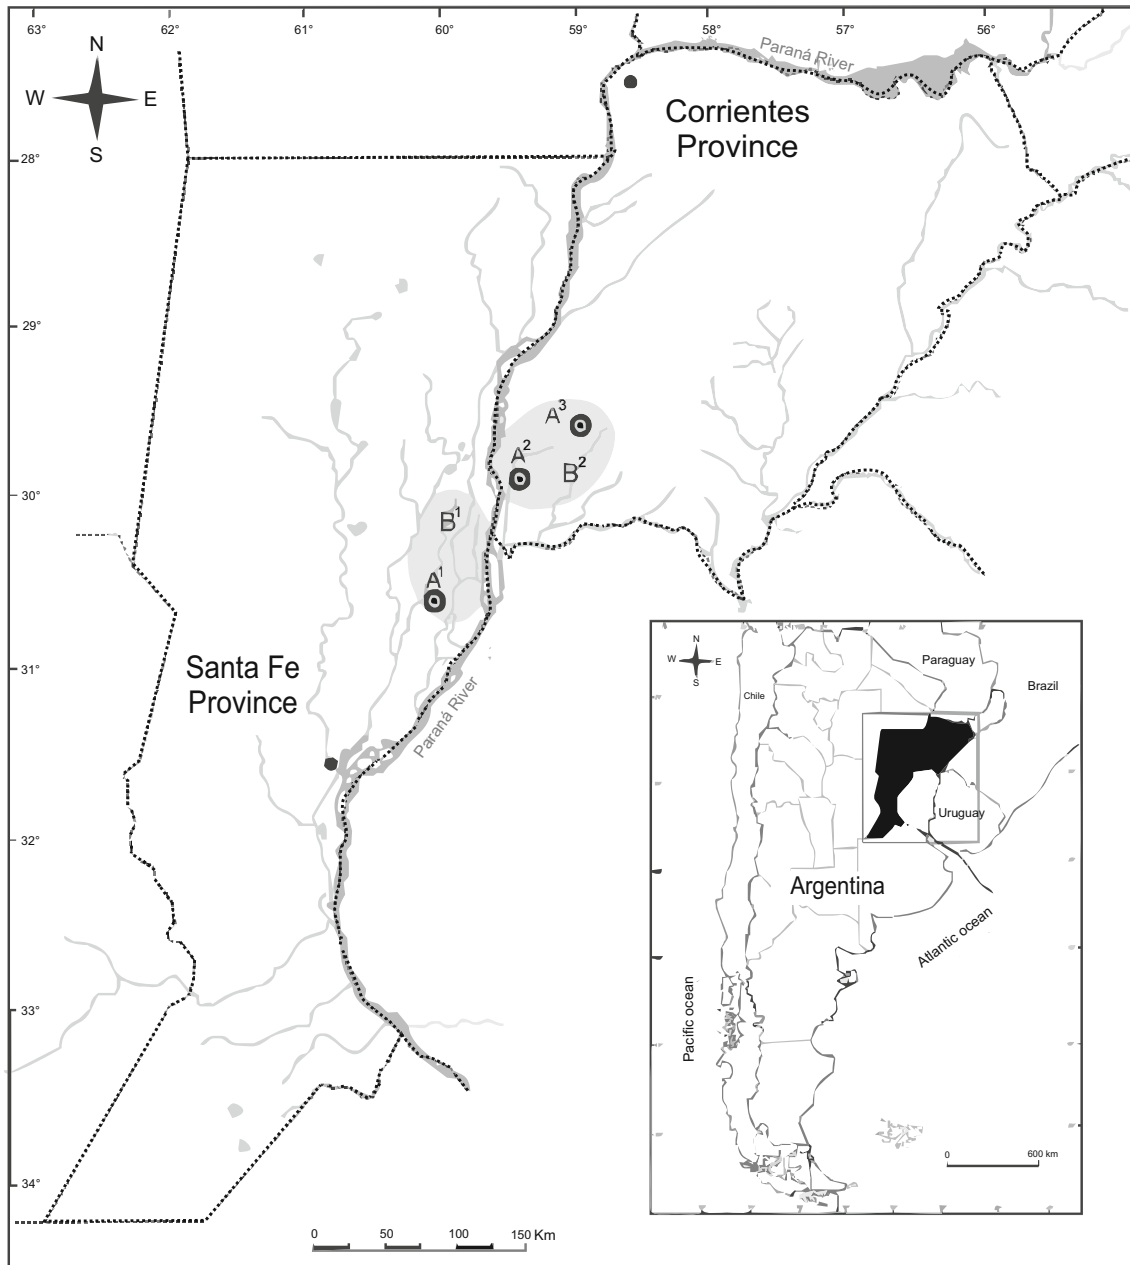 63° 62° 61° 60° 59° 58° 57° 56°
N
W E
S
Paraná River
Corrientes
Province
28°
29°
A3
A2
B2
30°
B1
A1
31°
Santa Fe
Province
Paraná River
32°
33°
34°
0 50 100 150 Km
N
W E
S
Paraguay
Brazil
Chile
Uruguay
Argentina
Atlantic ocean
Pacific ocean
0 600 km